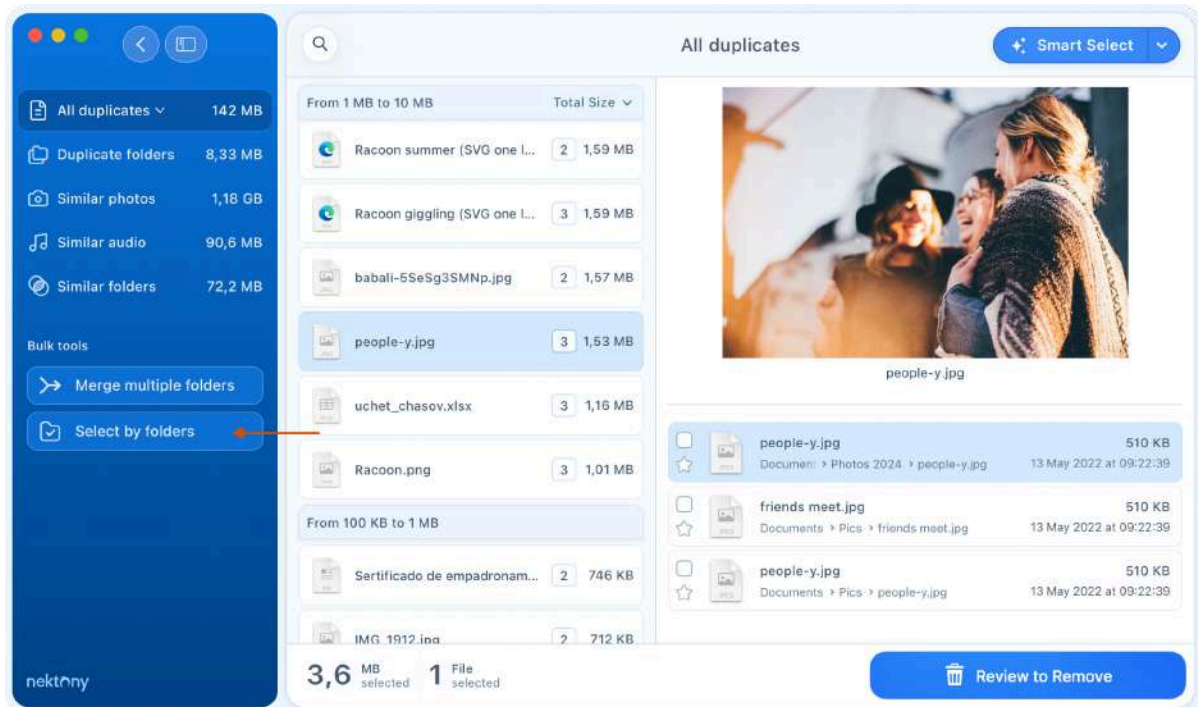 All duplicates 142 MB
Duplicate folders 8,33 MB
Similar photos 1,18 GB
Similar audio 90,6 MB
Similar folders 72,2 MB
Bulk tools
Merge multiple folders
Select by folders
nektony
All duplicates
Smart Select
From 1 MB to 10 MB Total Size
Racoon summer (SVG one l... 2 1,59 MB
Racoon giggling (SVG one l... 3 1,59 MB
babali-5SeSg3SMNp.jpg 2 1,57 MB
people-y.jpg 3 1,53 MB
uchet_chasov.xlsx 3 1,16 MB
Racoon.png 3 1,01 MB
From 100 KB to 1 MB
Sertificado de empadronam... 2 746 KB
IMG_1912.jpg 2 712 KB
people-y.jpg
people-y.jpg 510 KB
Document > Photos 2024 > people-y.jpg 13 May 2022 at 09:22:39
friends meet.jpg 510 KB
Documents > Pics > friends meet.jpg 13 May 2022 at 09:22:39
people-y.jpg 510 KB
Documents > Pics > people-y.jpg 13 May 2022 at 09:22:39
3,6 MB selected 1 File selected
Review to Remove